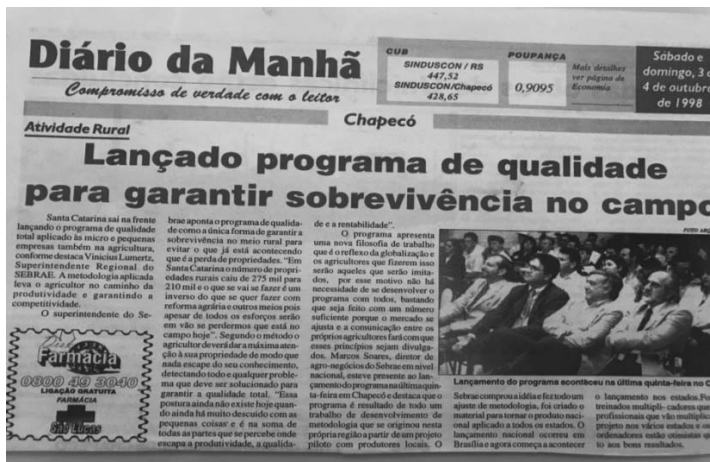 Diário da Manhã
Compromisso de verdade com o leitor
CUB
SINDUSCON / RS
447,52
SINDUSCON/Chapecó
428,65
POUPANÇA
0,9095
Mais detalhes
ver página de
Economia
Sábado e
domingo, 3 e
4 de outubro
de 1998
Chapecó
Atividade Rural
Lançado programa de qualidade
para garantir sobrevivência no campo
Santa Catarina sai na frente
lançando o programa de qualidade
total aplicado às micro e pequenas
empresas também na agricultura,
conforme destaca Vinicius Lumertz,
Superintendente Regional do
SEBRAE. A metodologia aplicada
leva o agricultor no caminho da
produtividade e garantindo a
competitividade.
O superintendente do Se-
brae aponta o programa de qualida-
de como a única forma de garantir a
sobrevivência no meio rural para
evitar o que já está acontecendo
que é a perda de propriedades. "Em
Santa Catarina o número de proprie-
dades rurais caiu de 275 mil para
210 mil e o que se vai se fazer é um
inverso do que se quer fazer com
reforma agrária e outros meios pois
apesar de todos os esforços serão
em vão se perdermos que está no
campo hoje". Segundo o método o
agricultor deverá dar a máxima aten-
ção à sua propriedade de modo que
nada escape do seu conhecimento,
detectando todo e qualquer proble-
ma que deve ser solucionado para
garantir a qualidade total. "Essa
postura ainda não existe hoje quan-
do ainda há muito descuido com as
pequenas coisas e é na soma de
todas as partes que se percebe onde
escapa a produtividade, a qualida-
de e a rentabilidade".
O programa apresenta
uma nova filosofia de trabalho
que é o reflexo da globalização e
os agricultores que fizerem isso
serão aqueles que serão imita-
dos, por esse motivo não há
necessidade de se desenvolver o
programa com todos, bastando
que seja feito com um número
suficiente porque o mercado se
ajusta e a comunicação entre os
próprios agricultores fará com que
esses princípios sejam divulga-
dos. Marcos Soares, diretor de
agro-negócios do Sebrae em nível
nacional, esteve presente ao lan-
çamento do programa na última quin-
ta-feira em Chapecó e destaca que o
programa é resultado de todo um
trabalho de desenvolvimento de
metodologia que se originou nesta
própria região a partir de um projeto
piloto com produtores locais. O
FOTO
Lançamento do programa aconteceu na última quinta-feira no
Sebrae comprou a idéia e fez todo um
ajuste de metodologia, foi criado o
material para tornar o produto naci-
onal aplicado a todos os estados. O
lançamento nacional ocorreu em
Brasília e agora começa a acontecer
o lançamento nos estados.
treinados multipli- cadores que
profissionais que vão multiplicar
projeto nos vários estados e os
ordenadores estão otimistas
to aos bons resultados.
Farmácia
0800 49 3040
LIGAÇÃO GRATUITA
FARMÁCIA
São Lucas